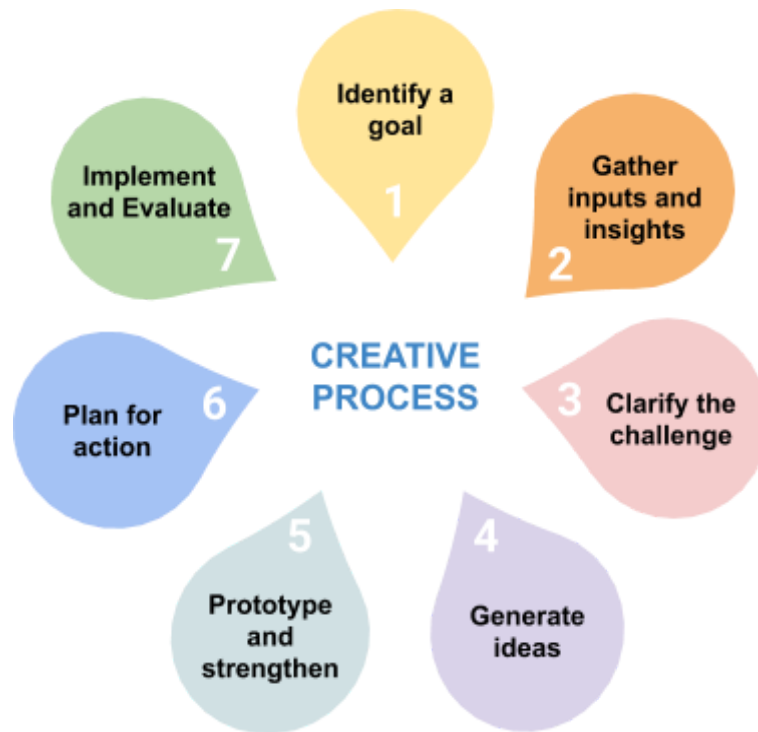 Identify a
goal
1
Gather
inputs and
insights
2
3
Clarify the
challenge
4
Generate
ideas
5
Prototype
and
strengthen
6
Plan for
action
Implement
and Evaluate
7
CREATIVE
PROCESS